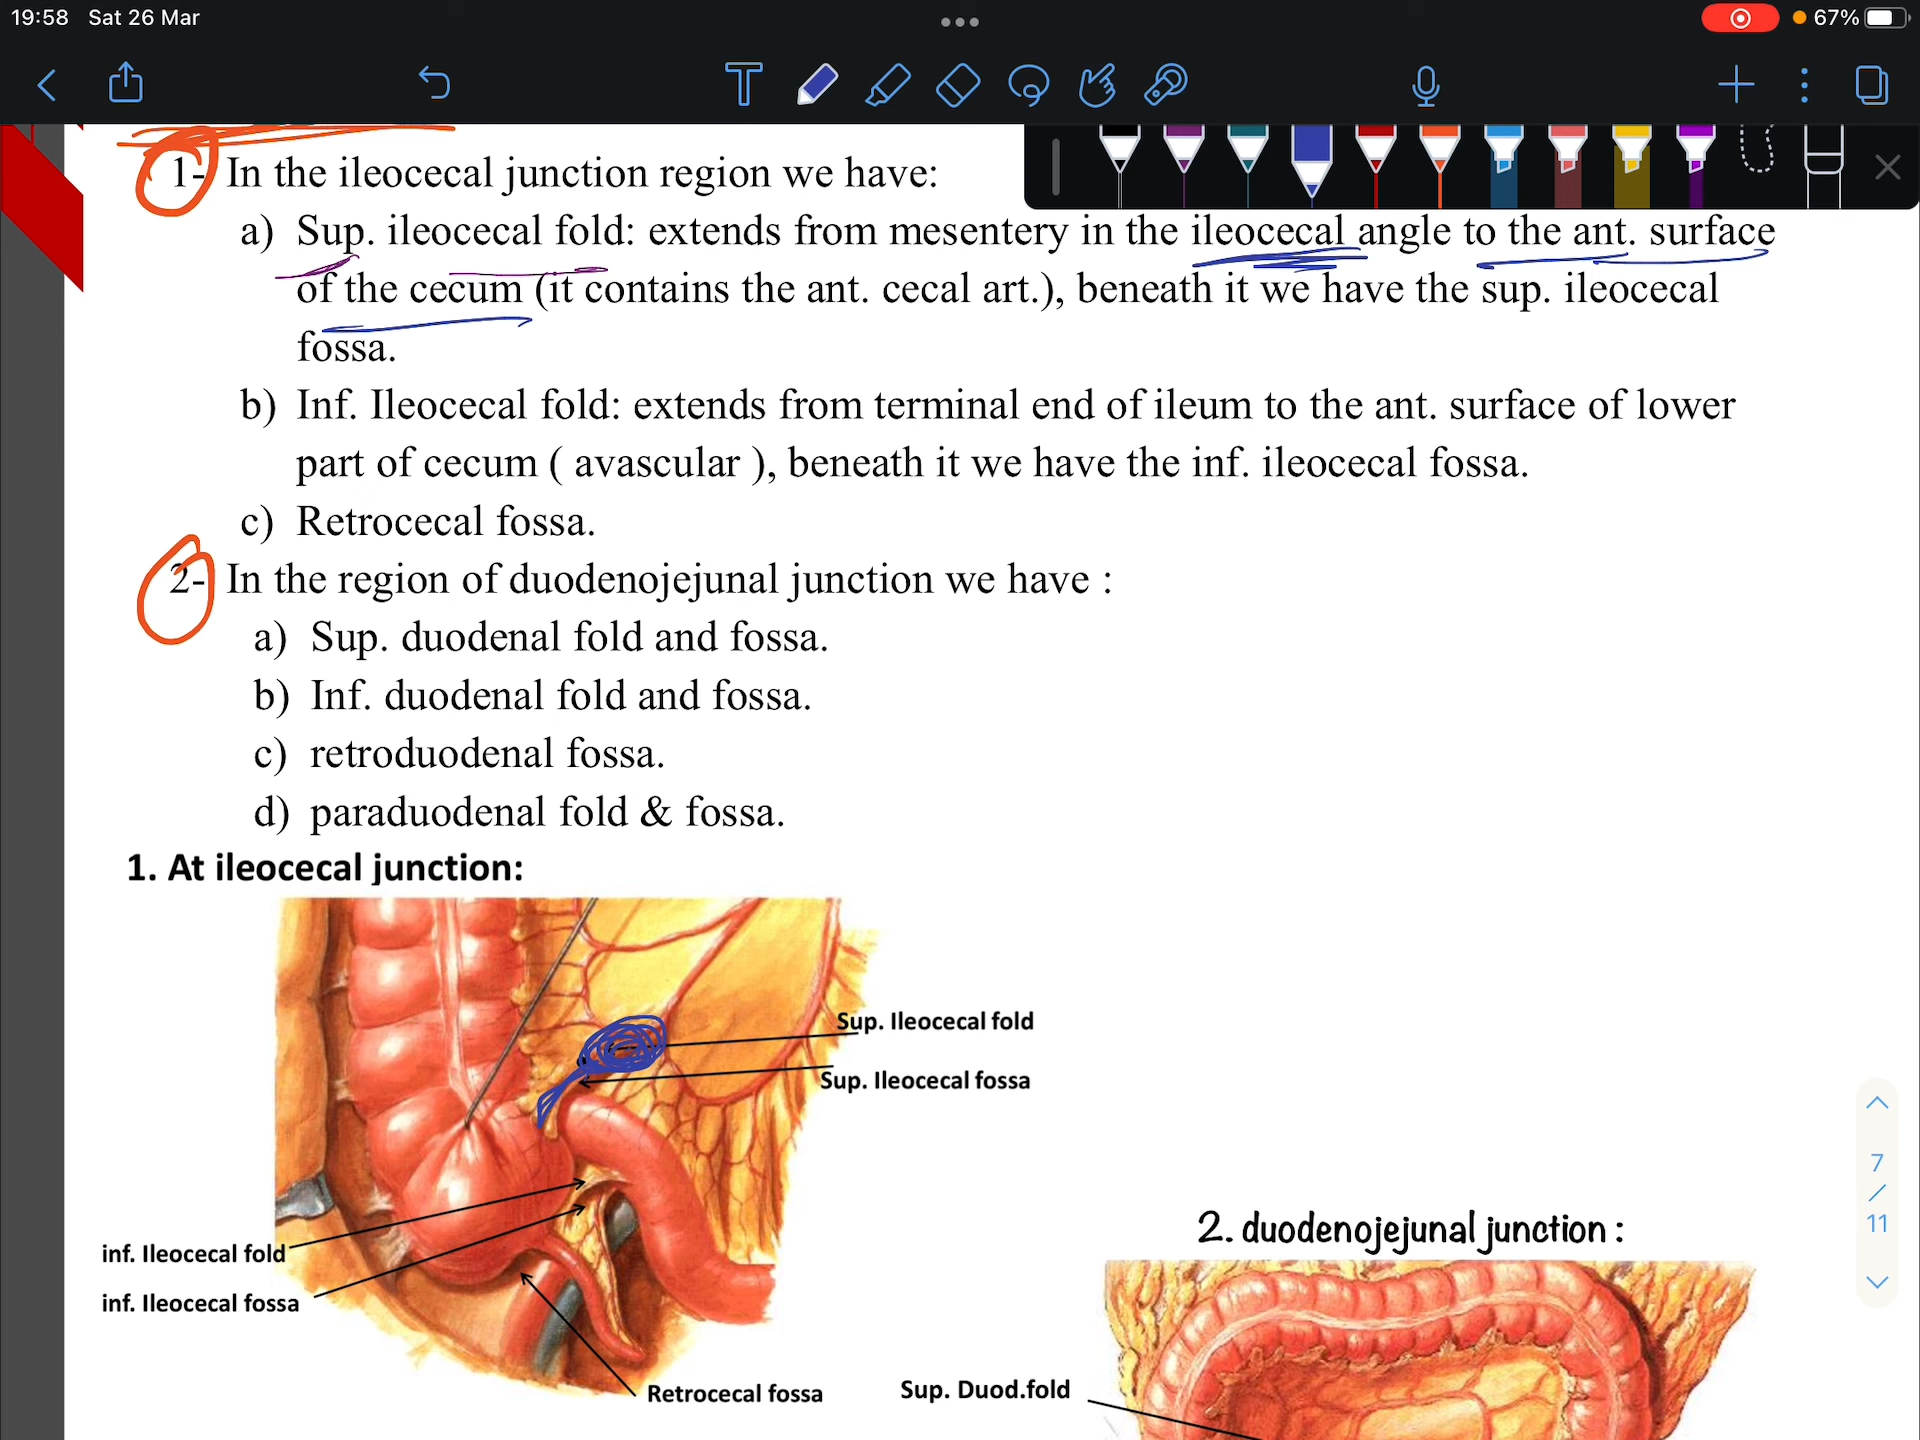 19:58 Sat 26 Mar
67%
1- In the ileocecal junction region we have:
a) Sup. ileocecal fold: extends from mesentery in the ileocecal angle to the ant. surface
of the cecum (it contains the ant. cecal art.), beneath it we have the sup. ileocecal
fossa.
b) Inf. Ileocecal fold: extends from terminal end of ileum to the ant. surface of lower
part of cecum ( avascular ), beneath it we have the inf. ileocecal fossa.
c) Retrocecal fossa.
2- In the region of duodenojejunal junction we have :
a) Sup. duodenal fold and fossa.
b) Inf. duodenal fold and fossa.
c) retroduodenal fossa.
d) paraduodenal fold & fossa.
1. At ileocecal junction:
Sup. Ileocecal fold
Sup. Ileocecal fossa
inf. Ileocecal fold
inf. Ileocecal fossa
Retrocecal fossa
2. duodenojejunal junction :
Sup. Duod.fold
7
/
11